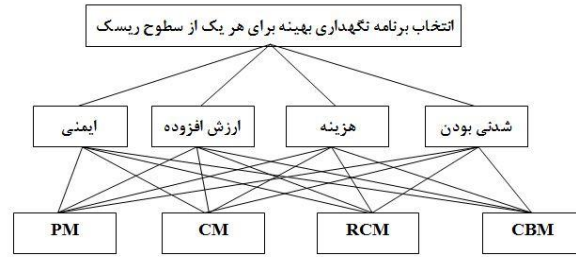 انتخاب برنامه نگهداری بهینه برای هر یک از سطوح ریسک
شدنی بودن
هزینه
ارزش افزوده
ایمنی
PM
CM
RCM
CBM